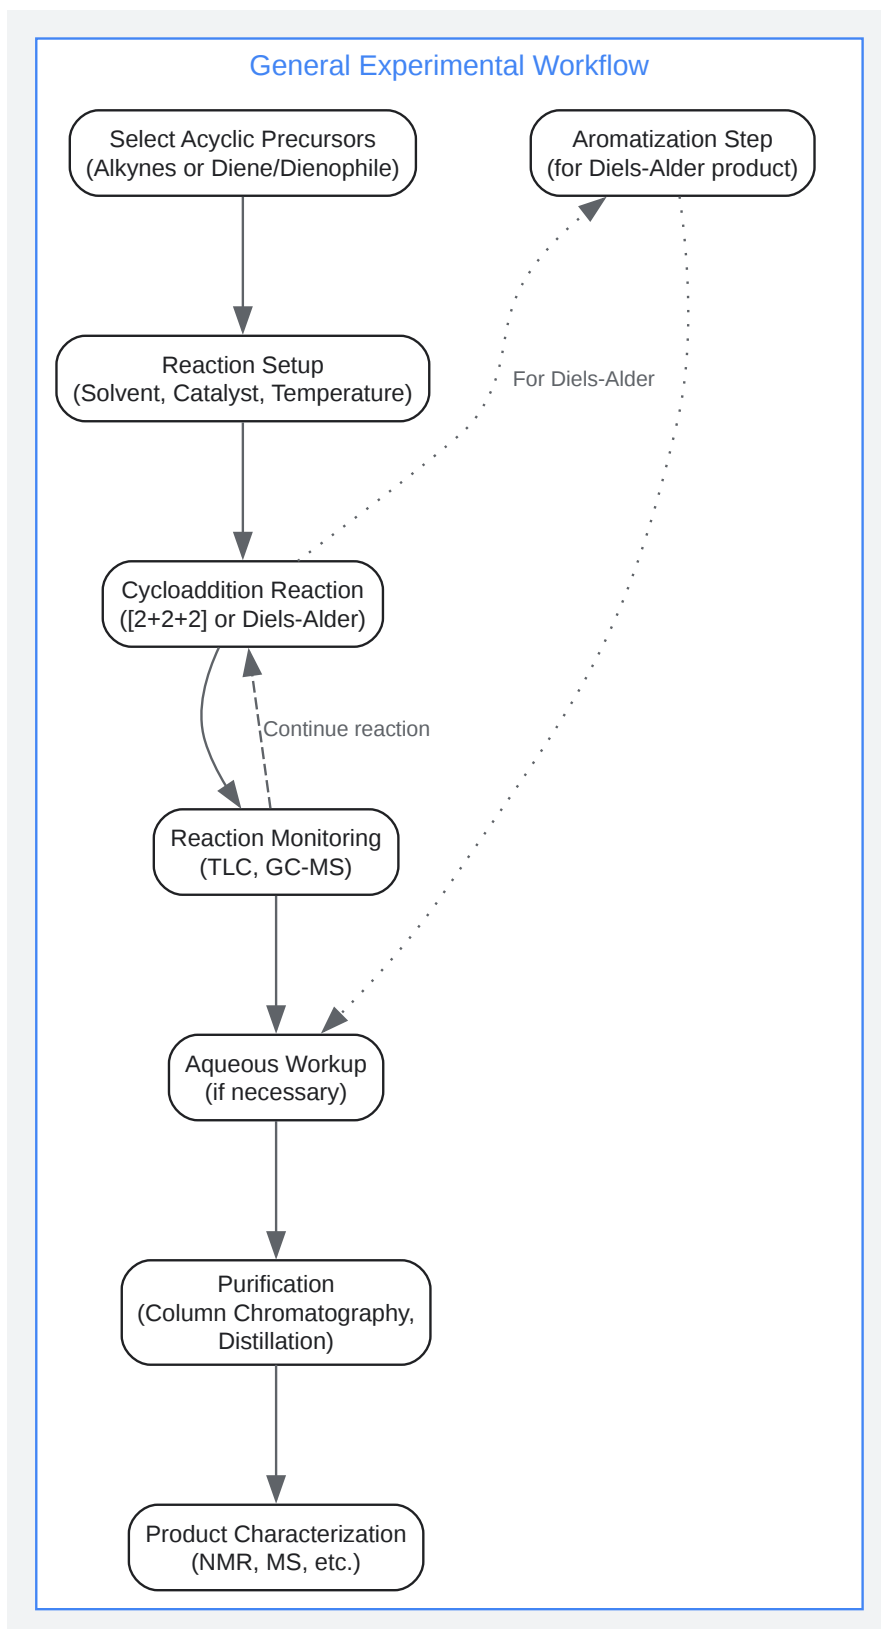 General Experimental Workflow
Select Acyclic Precursors
(Alkynes or Diene/Dienophile)
Aromatization Step
(for Diels-Alder product)
Reaction Setup
(Solvent, Catalyst, Temperature)
For Diels-Alder
Cycloaddition Reaction
([2+2+2] or Diels-Alder)
Continue reaction
Reaction Monitoring
(TLC, GC-MS)
Aqueous Workup
(if necessary)
Purification
(Column Chromatography,
Distillation)
Product Characterization
(NMR, MS, etc.)